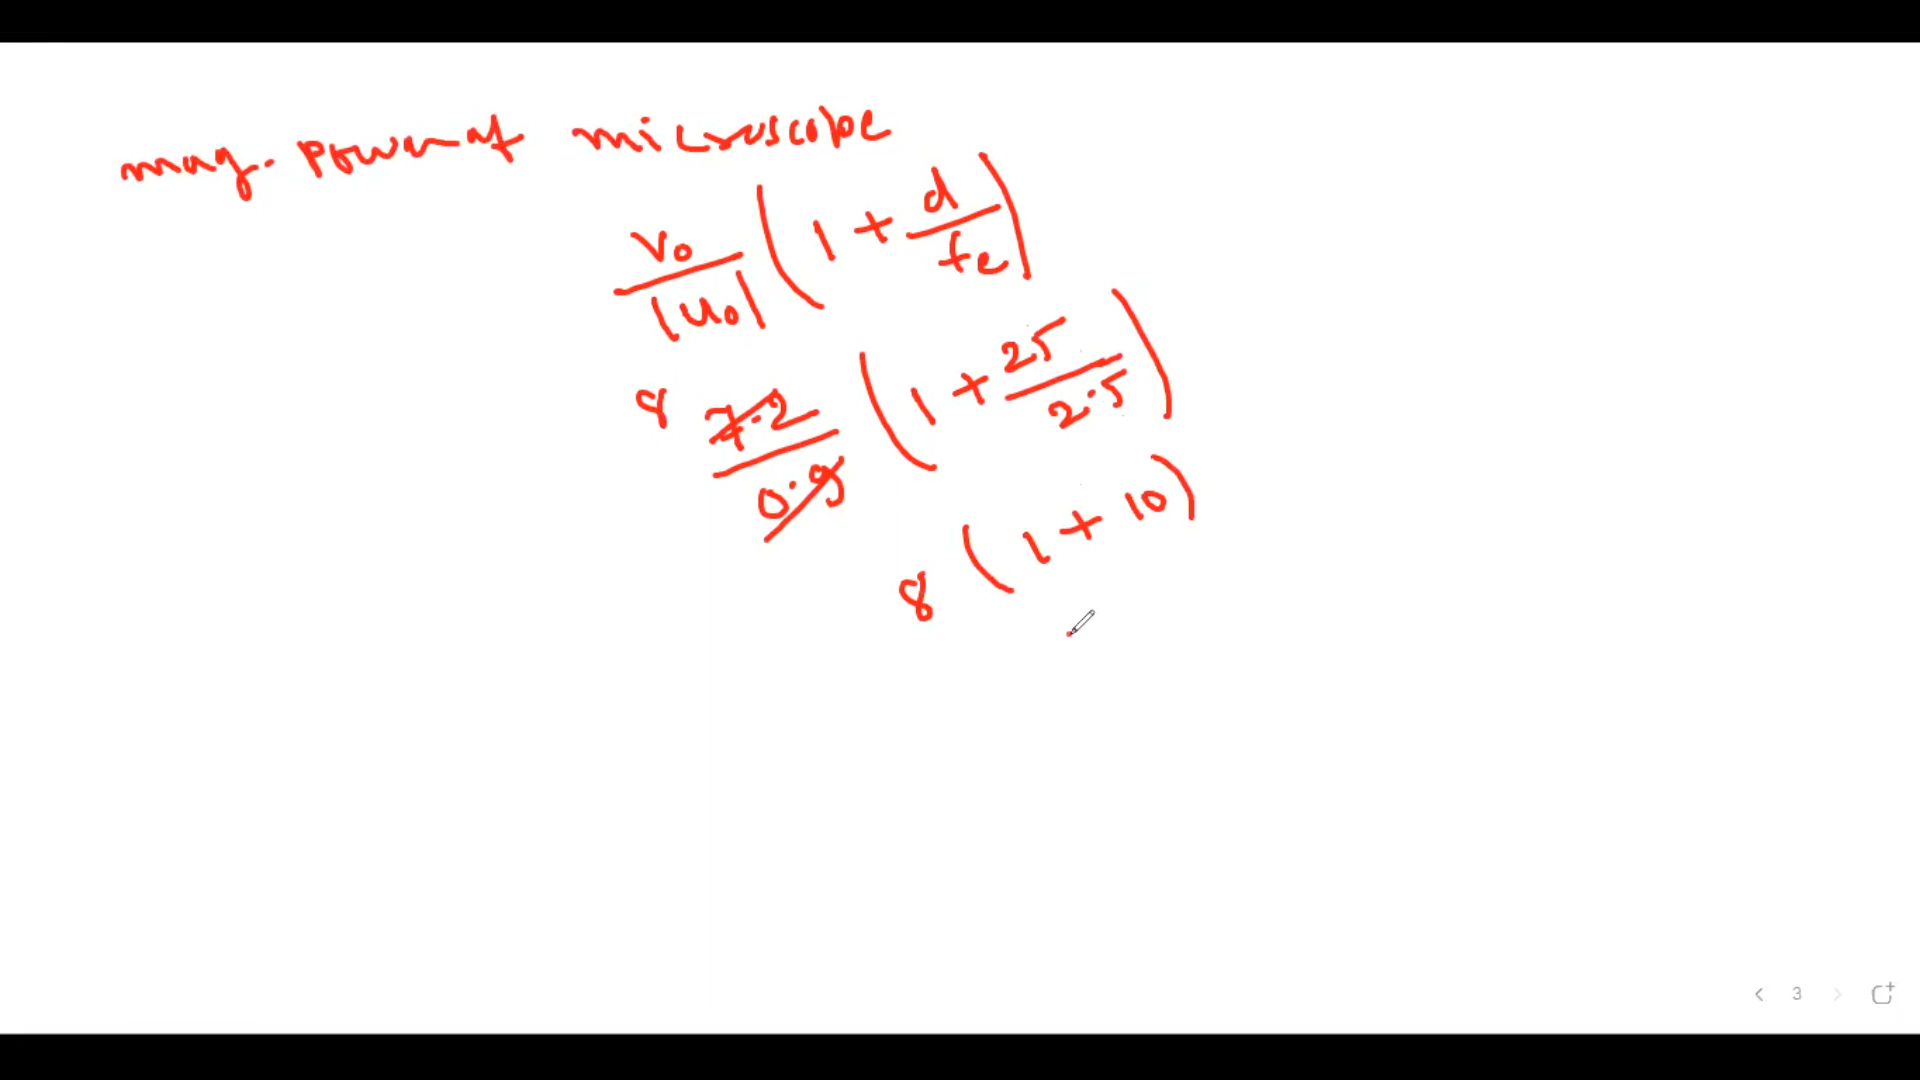 mag. Power of microscope
v₀/|u₀| (1 + d/fe)
8 7.2/0.9 (1 + 25/2.5)
8 (1 + 10)
3